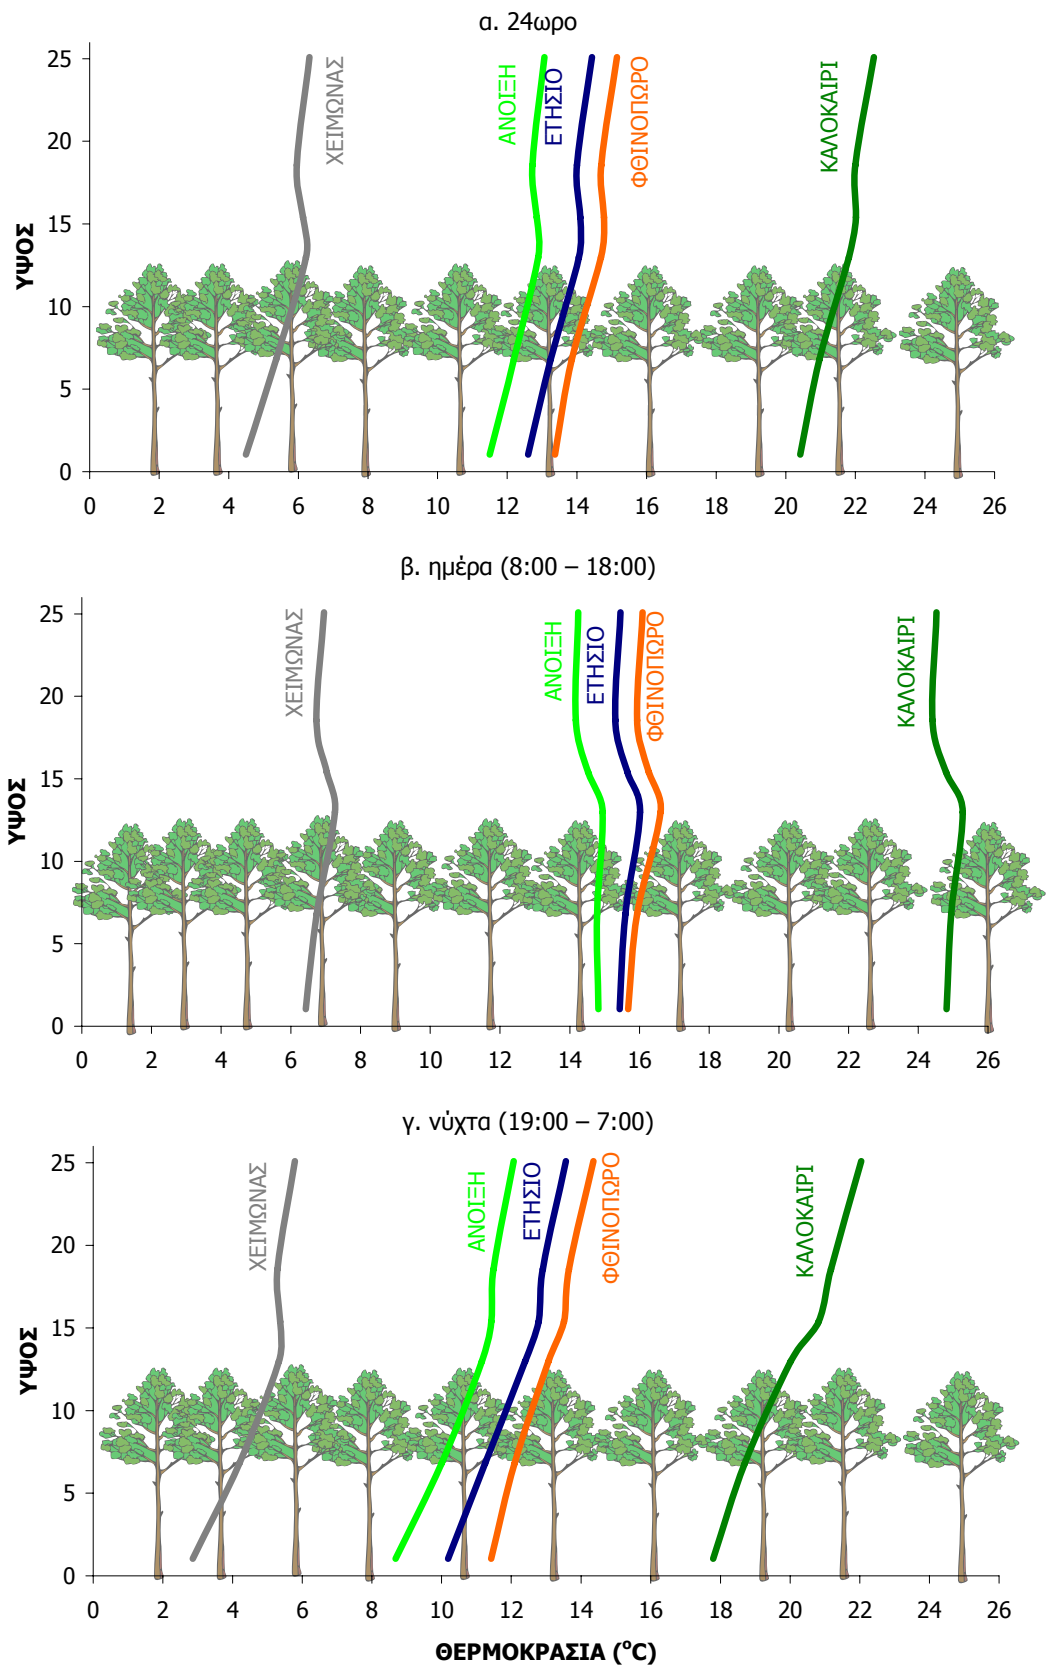 α. 24ωρο
25
20
15
10
5
0
ΥΨΟΣ
ΧΕΙΜΩΝΑΣ
ΑΝΟΙΞΗ
ΕΤΗΣΙΟ
ΦΘΙΝΟΠΩΡΟ
ΚΑΛΟΚΑΙΡΙ
0 2 4 6 8 10 12 14 16 18 20 22 24 26
β. ημέρα (8:00 – 18:00)
25
20
15
10
5
0
ΥΨΟΣ
ΧΕΙΜΩΝΑΣ
ΑΝΟΙΞΗ
ΕΤΗΣΙΟ
ΦΘΙΝΟΠΩΡΟ
ΚΑΛΟΚΑΙΡΙ
0 2 4 6 8 10 12 14 16 18 20 22 24 26
γ. νύχτα (19:00 – 7:00)
25
20
15
10
5
0
ΥΨΟΣ
ΧΕΙΜΩΝΑΣ
ΑΝΟΙΞΗ
ΕΤΗΣΙΟ
ΦΘΙΝΟΠΩΡΟ
ΚΑΛΟΚΑΙΡΙ
0 2 4 6 8 10 12 14 16 18 20 22 24 26
ΘΕΡΜΟΚΡΑΣΙΑ (°C)